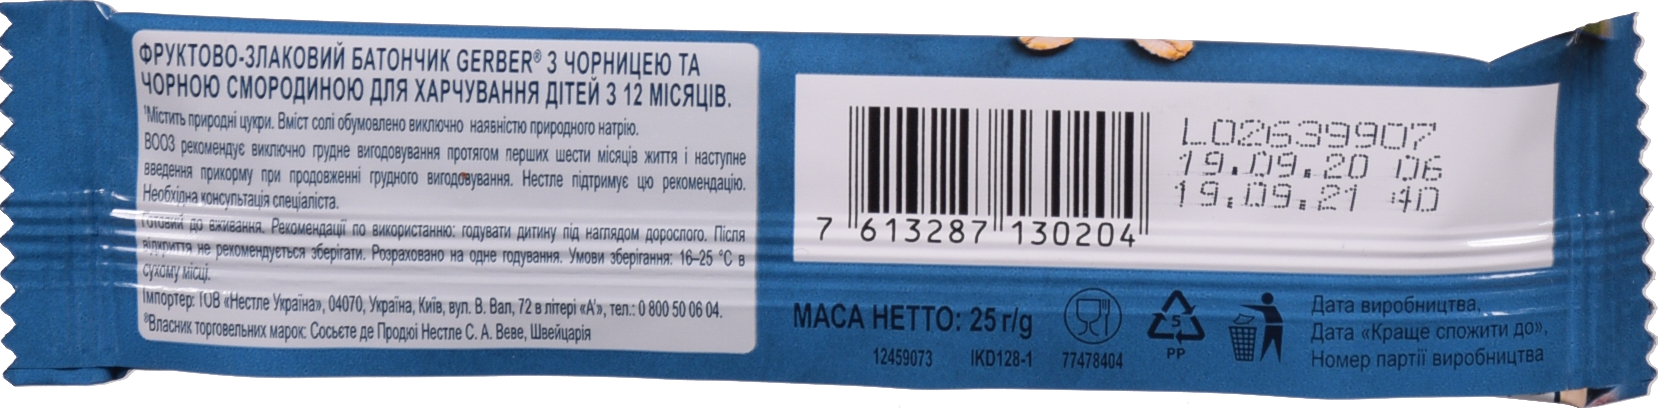 ФРУКТОВО-ЗЛАКОВИЙ БАТОНЧИК GERBER® З ЧОРНИЦЕЮ ТА
ЧОРНОЮ СМОРОДИНОЮ ДЛЯ ХАРЧУВАННЯ ДІТЕЙ З 12 МІСЯЦІВ.
¹Містить природні цукри. Вміст солі обумовлено виключно наявністю природного натрію.
ВООЗ рекомендує виключно грудне вигодовування протягом перших шести місяців життя і наступне
введення прикорму при продовженні грудного вигодовування. Нестле підтримує цю рекомендацію.
Необхідна консультація спеціаліста.
Готовий до вживання. Рекомендації по використанню: годувати дитину під наглядом дорослого. Після
відкриття не рекомендується зберігати. Розраховано на одне годування. Умови зберігання: 16–25 °C в
сухому місці.
Імпортер: ТОВ «Нестле Україна», 04070, Україна, Київ, вул. В. Вал, 72 в літері «А'», тел.: 0 800 50 06 04.
®Власник торговельних марок: Сосьєте де Продюї Нестле С. А. Веве, Швейцарія
7 613287 130204
L02639907
19.09.20 06
19.09.21 40
МАСА НЕТТО: 25 г/g
12459073 IKD128-1 77478404
5
PP
Дата виробництва,
Дата «Краще спожити до»,
Номер партії виробництва